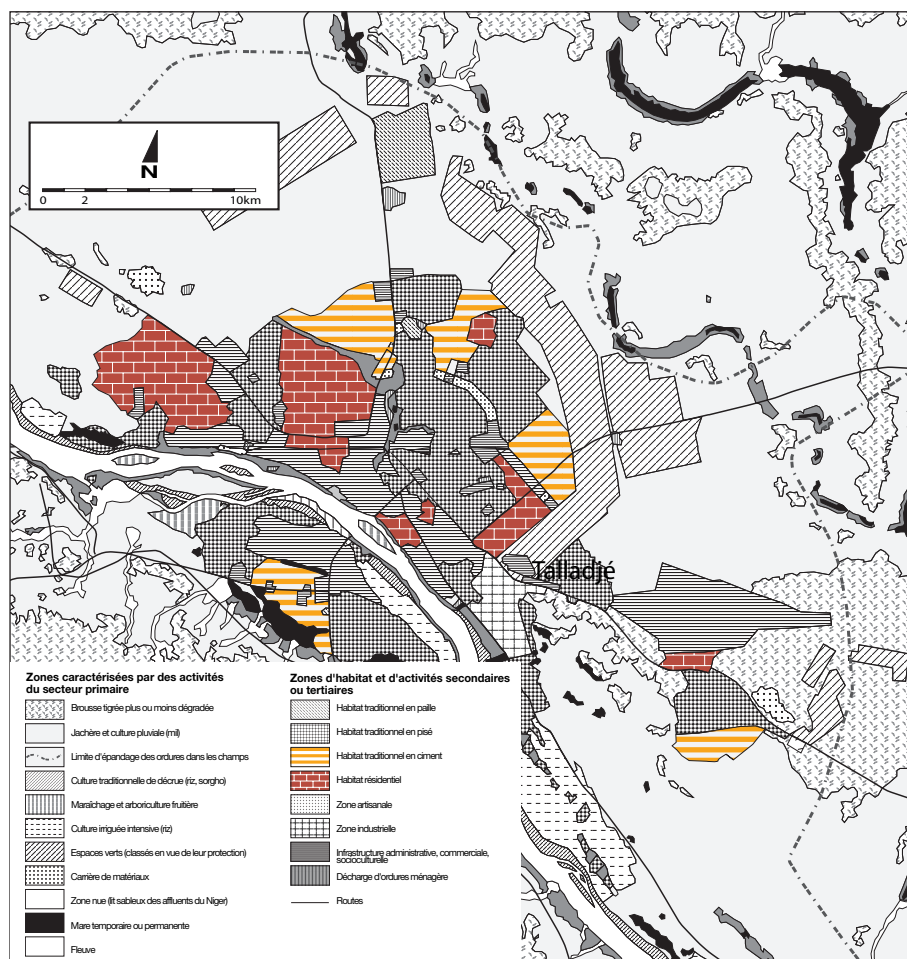 N
0 2 10km
Talladjé
Zones caractérisées par des activités
du secteur primaire
Brousse tigrée plus ou moins dégradée
Jachère et culture pluviale (mil)
Limite d'épandage des ordures dans les champs
Culture traditionnelle de décrue (riz, sorgho)
Maraîchage et arboriculture fruitière
Culture irriguée intensive (riz)
Espaces verts (classés en vue de leur protection)
Carrière de matériaux
Zone nue (lit sableux des affluents du Niger)
Mare temporaire ou permanente
Fleuve
Zones d'habitat et d'activités secondaires
ou tertiaires
Habitat traditionnel en paille
Habitat traditionnel en pisé
Habitat traditionnel en ciment
Habitat résidentiel
Zone artisanale
Zone industrielle
Infrastructure administrative, commerciale,
socioculturelle
Décharge d'ordures ménagère
Routes